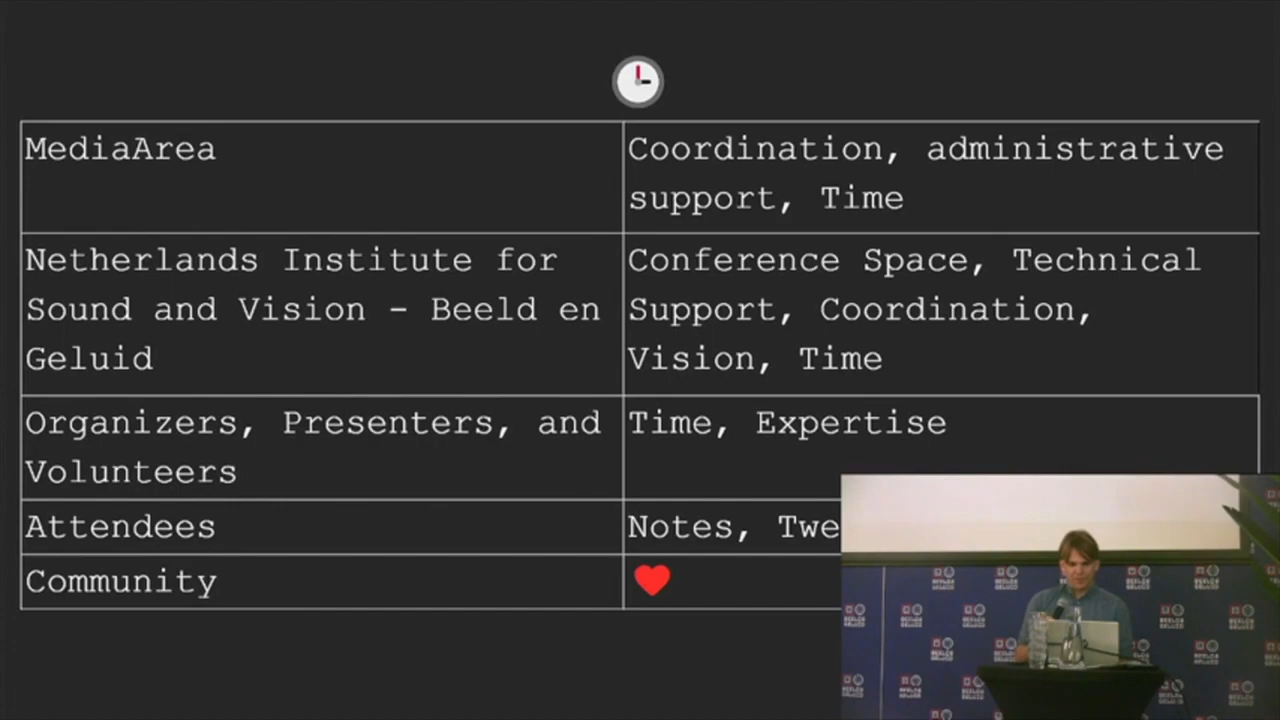 MediaArea
Coordination, administrative
support, Time
Netherlands Institute for
Sound and Vision - Beeld en
Geluid
Conference Space, Technical
Support, Coordination,
Vision, Time
Organizers, Presenters, and
Volunteers
Time, Expertise
Attendees
Notes, Twe
Community